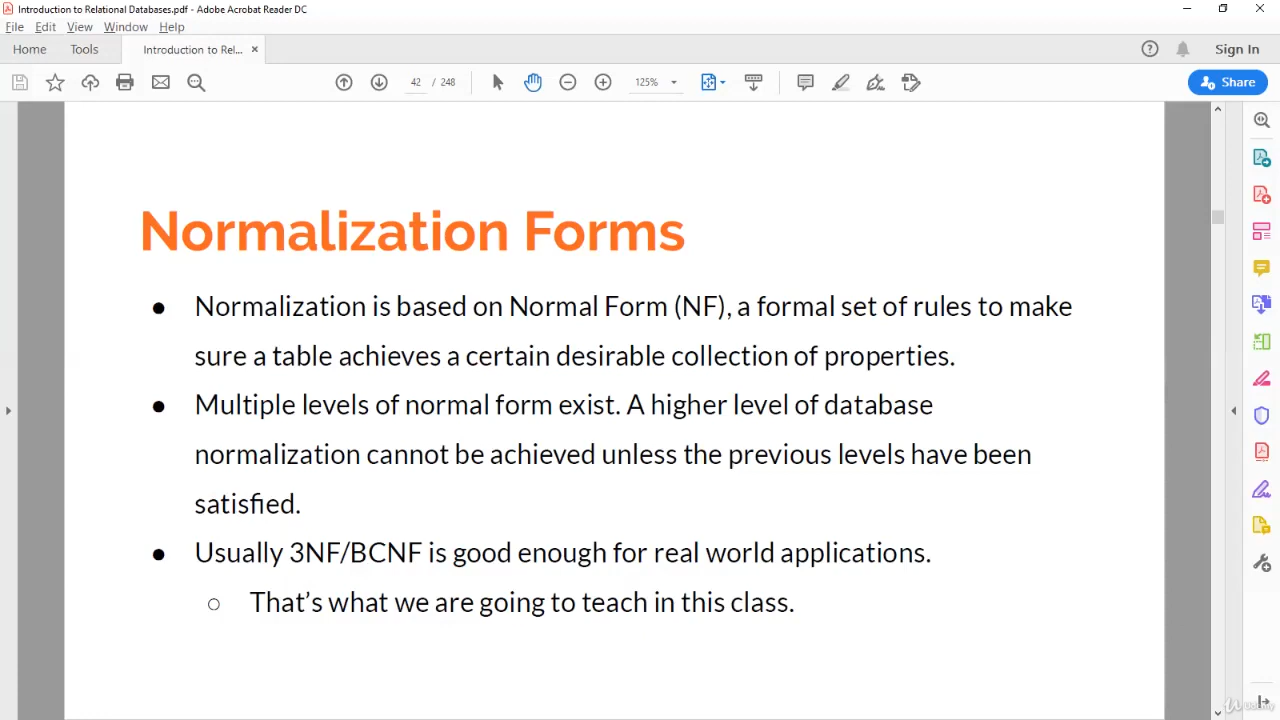 Introduction to Relational Databases.pdf - Adobe Acrobat Reader DC
File Edit View Window Help
Home Tools Introduction to Rel... × Sign In
42 / 248 125% Share
Normalization Forms
● Normalization is based on Normal Form (NF), a formal set of rules to make
sure a table achieves a certain desirable collection of properties.
● Multiple levels of normal form exist. A higher level of database
normalization cannot be achieved unless the previous levels have been
satisfied.
● Usually 3NF/BCNF is good enough for real world applications.
○ That's what we are going to teach in this class.
Udemy